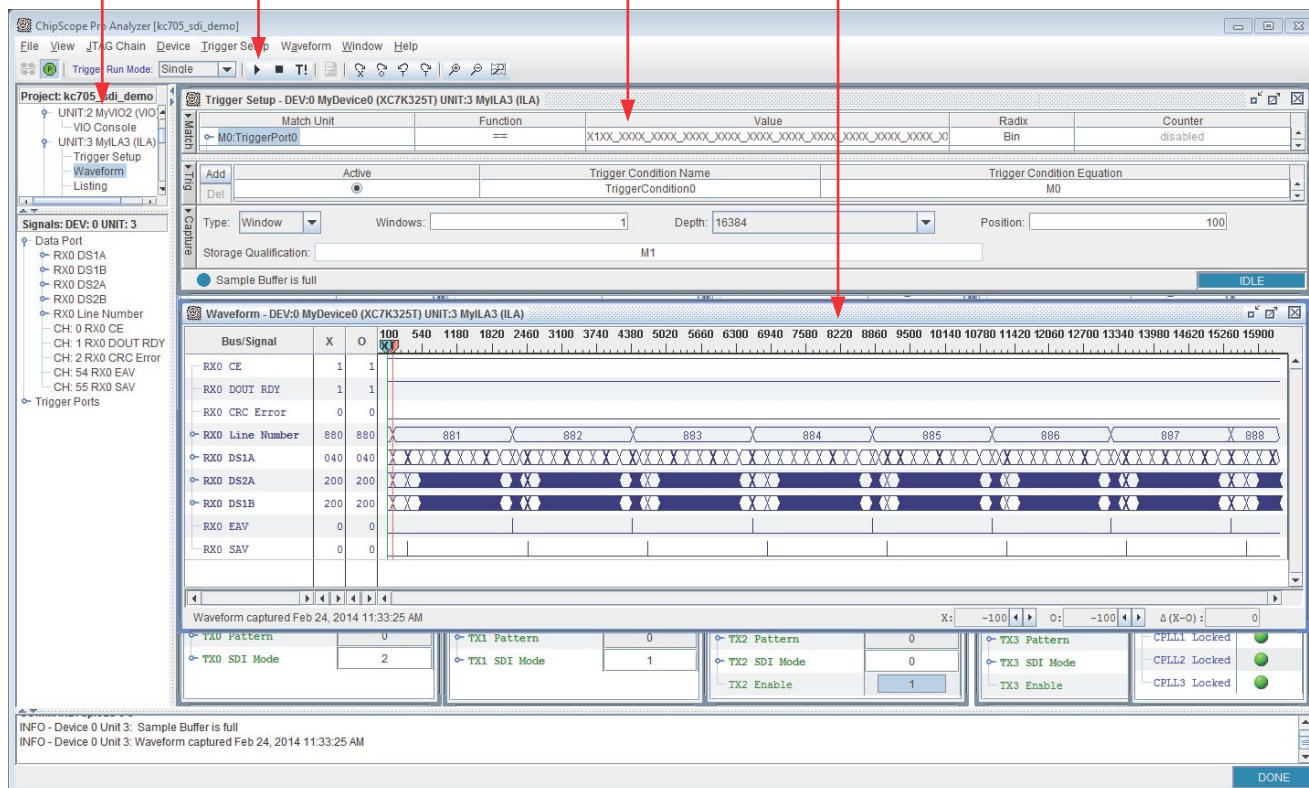 ChipScope Pro Analyzer [kc705_sdi_demo]
File View JTAG Chain Device Trigger Setup Waveform Window Help
Trigger Run Mode: Single T!
Project: kc705_sdi_demo
UNIT:2 MyVIO2 (VIO)
VIO Console
UNIT:3 MyILA3 (ILA)
Trigger Setup
Waveform
Listing
Signals: DEV: 0 UNIT: 3
Data Port
RX0 DS1A
RX0 DS1B
RX0 DS2A
RX0 DS2B
RX0 Line Number
CH: 0 RX0 CE
CH: 1 RX0 DOUT RDY
CH: 2 RX0 CRC Error
CH: 54 RX0 EAV
CH: 55 RX0 SAV
Trigger Ports
Trigger Setup - DEV:0 MyDevice0 (XC7K325T) UNIT:3 MyILA3 (ILA)
Match
Match Unit Function Value Radix Counter
M0:TriggerPort0 == X1XX_XXXX_XXXX_XXXX_XXXX_XXXX_XXXX_XXXX_XXXX_XXXX_XXXX_X) Bin disabled
Trig
Add Active Trigger Condition Name Trigger Condition Equation
Del TriggerCondition0 M0
Capture
Type: Window Windows: 1 Depth: 16384 Position: 100
Storage Qualification: M1
Sample Buffer is full IDLE
Waveform - DEV:0 MyDevice0 (XC7K325T) UNIT:3 MyILA3 (ILA)
Bus/Signal X O 100 540 1180 1820 2460 3100 3740 4380 5020 5660 6300 6940 7580 8220 8860 9500 10140 10780 11420 12060 12700 13340 13980 14620 15260 15900
RX0 CE 1 1
RX0 DOUT RDY 1 1
RX0 CRC Error 0 0
RX0 Line Number 880 880 881 882 883 884 885 886 887 888
RX0 DS1A 040 040
RX0 DS2A 200 200
RX0 DS1B 200 200
RX0 EAV 0 0
RX0 SAV 0 0
Waveform captured Feb 24, 2014 11:33:25 AM X: -100 O: -100 Δ(X-O): 0
TX0 Pattern 0 TX1 Pattern 0 TX2 Pattern 0 TX3 Pattern CPLL1 Locked
TX0 SDI Mode 2 TX1 SDI Mode 1 TX2 SDI Mode 0 TX3 SDI Mode CPLL2 Locked
TX2 Enable 1 TX3 Enable CPLL3 Locked
INFO - Device 0 Unit 3: Sample Buffer is full
INFO - Device 0 Unit 3: Waveform captured Feb 24, 2014 11:33:25 AM
DONE